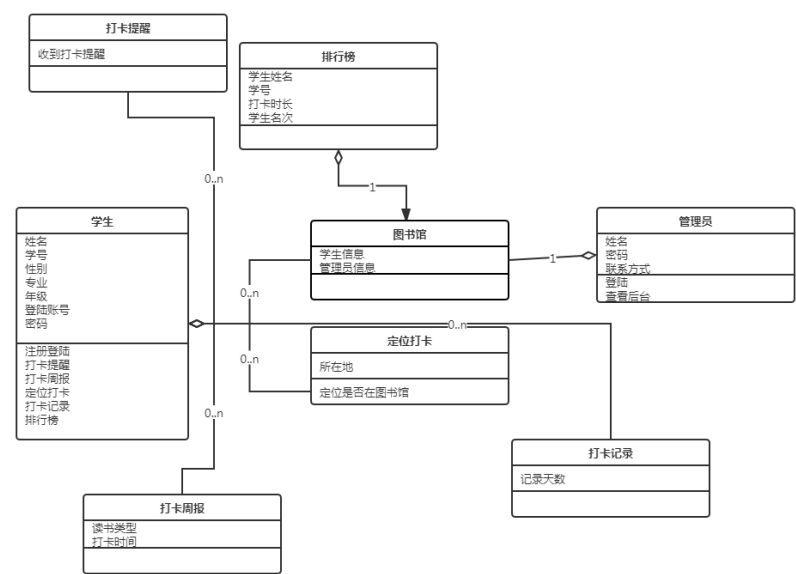 打卡提醒
收到打卡提醒
排行榜
学生姓名
学号
打卡时长
学生名次
0..n
1
学生
姓名
学号
性别
专业
年级
登陆账号
密码
注册登陆
打卡提醒
打卡周报
定位打卡
打卡记录
排行榜
图书馆
学生信息
管理员信息
1
管理员
姓名
密码
联系方式
登陆
查看后台
0..n
0..n
0..n
定位打卡
所在地
定位是否在图书馆
0..n
打卡记录
记录天数
打卡周报
读书类型
打卡时间